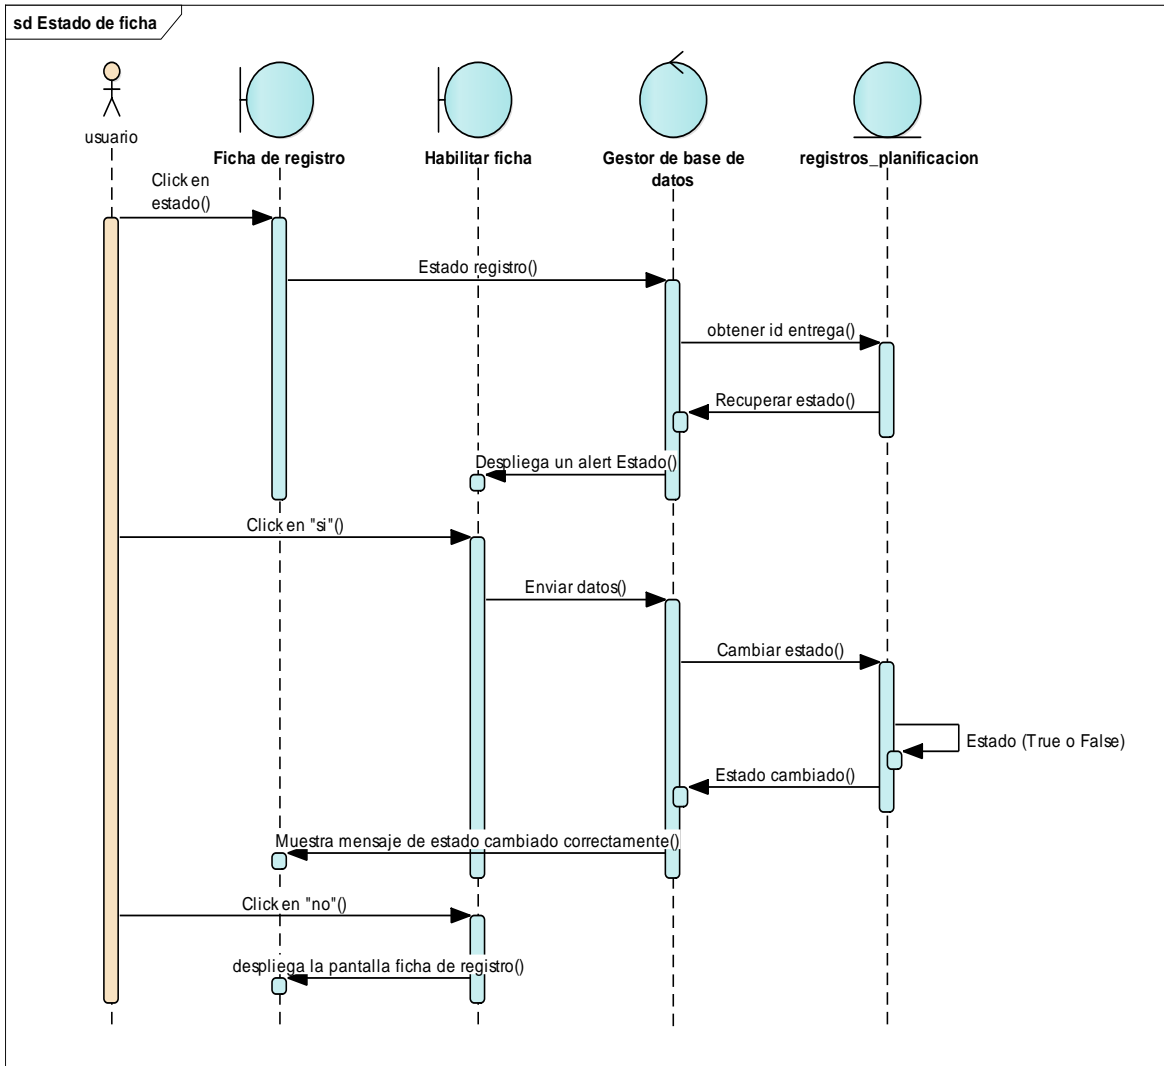 sd Estado de ficha
usuario
Ficha de registro
Habilitar ficha
Gestor de base de
datos
registros_planificacion
Click en
estado()
Estado registro()
obtener id entrega()
Recuperar estado()
Despliega un alert Estado()
Click en "si"()
Enviar datos()
Cambiar estado()
Estado (True o False)
Estado cambiado()
Muestra mensaje de estado cambiado correctamente()
Click en "no"()
despliega la pantalla ficha de registro()